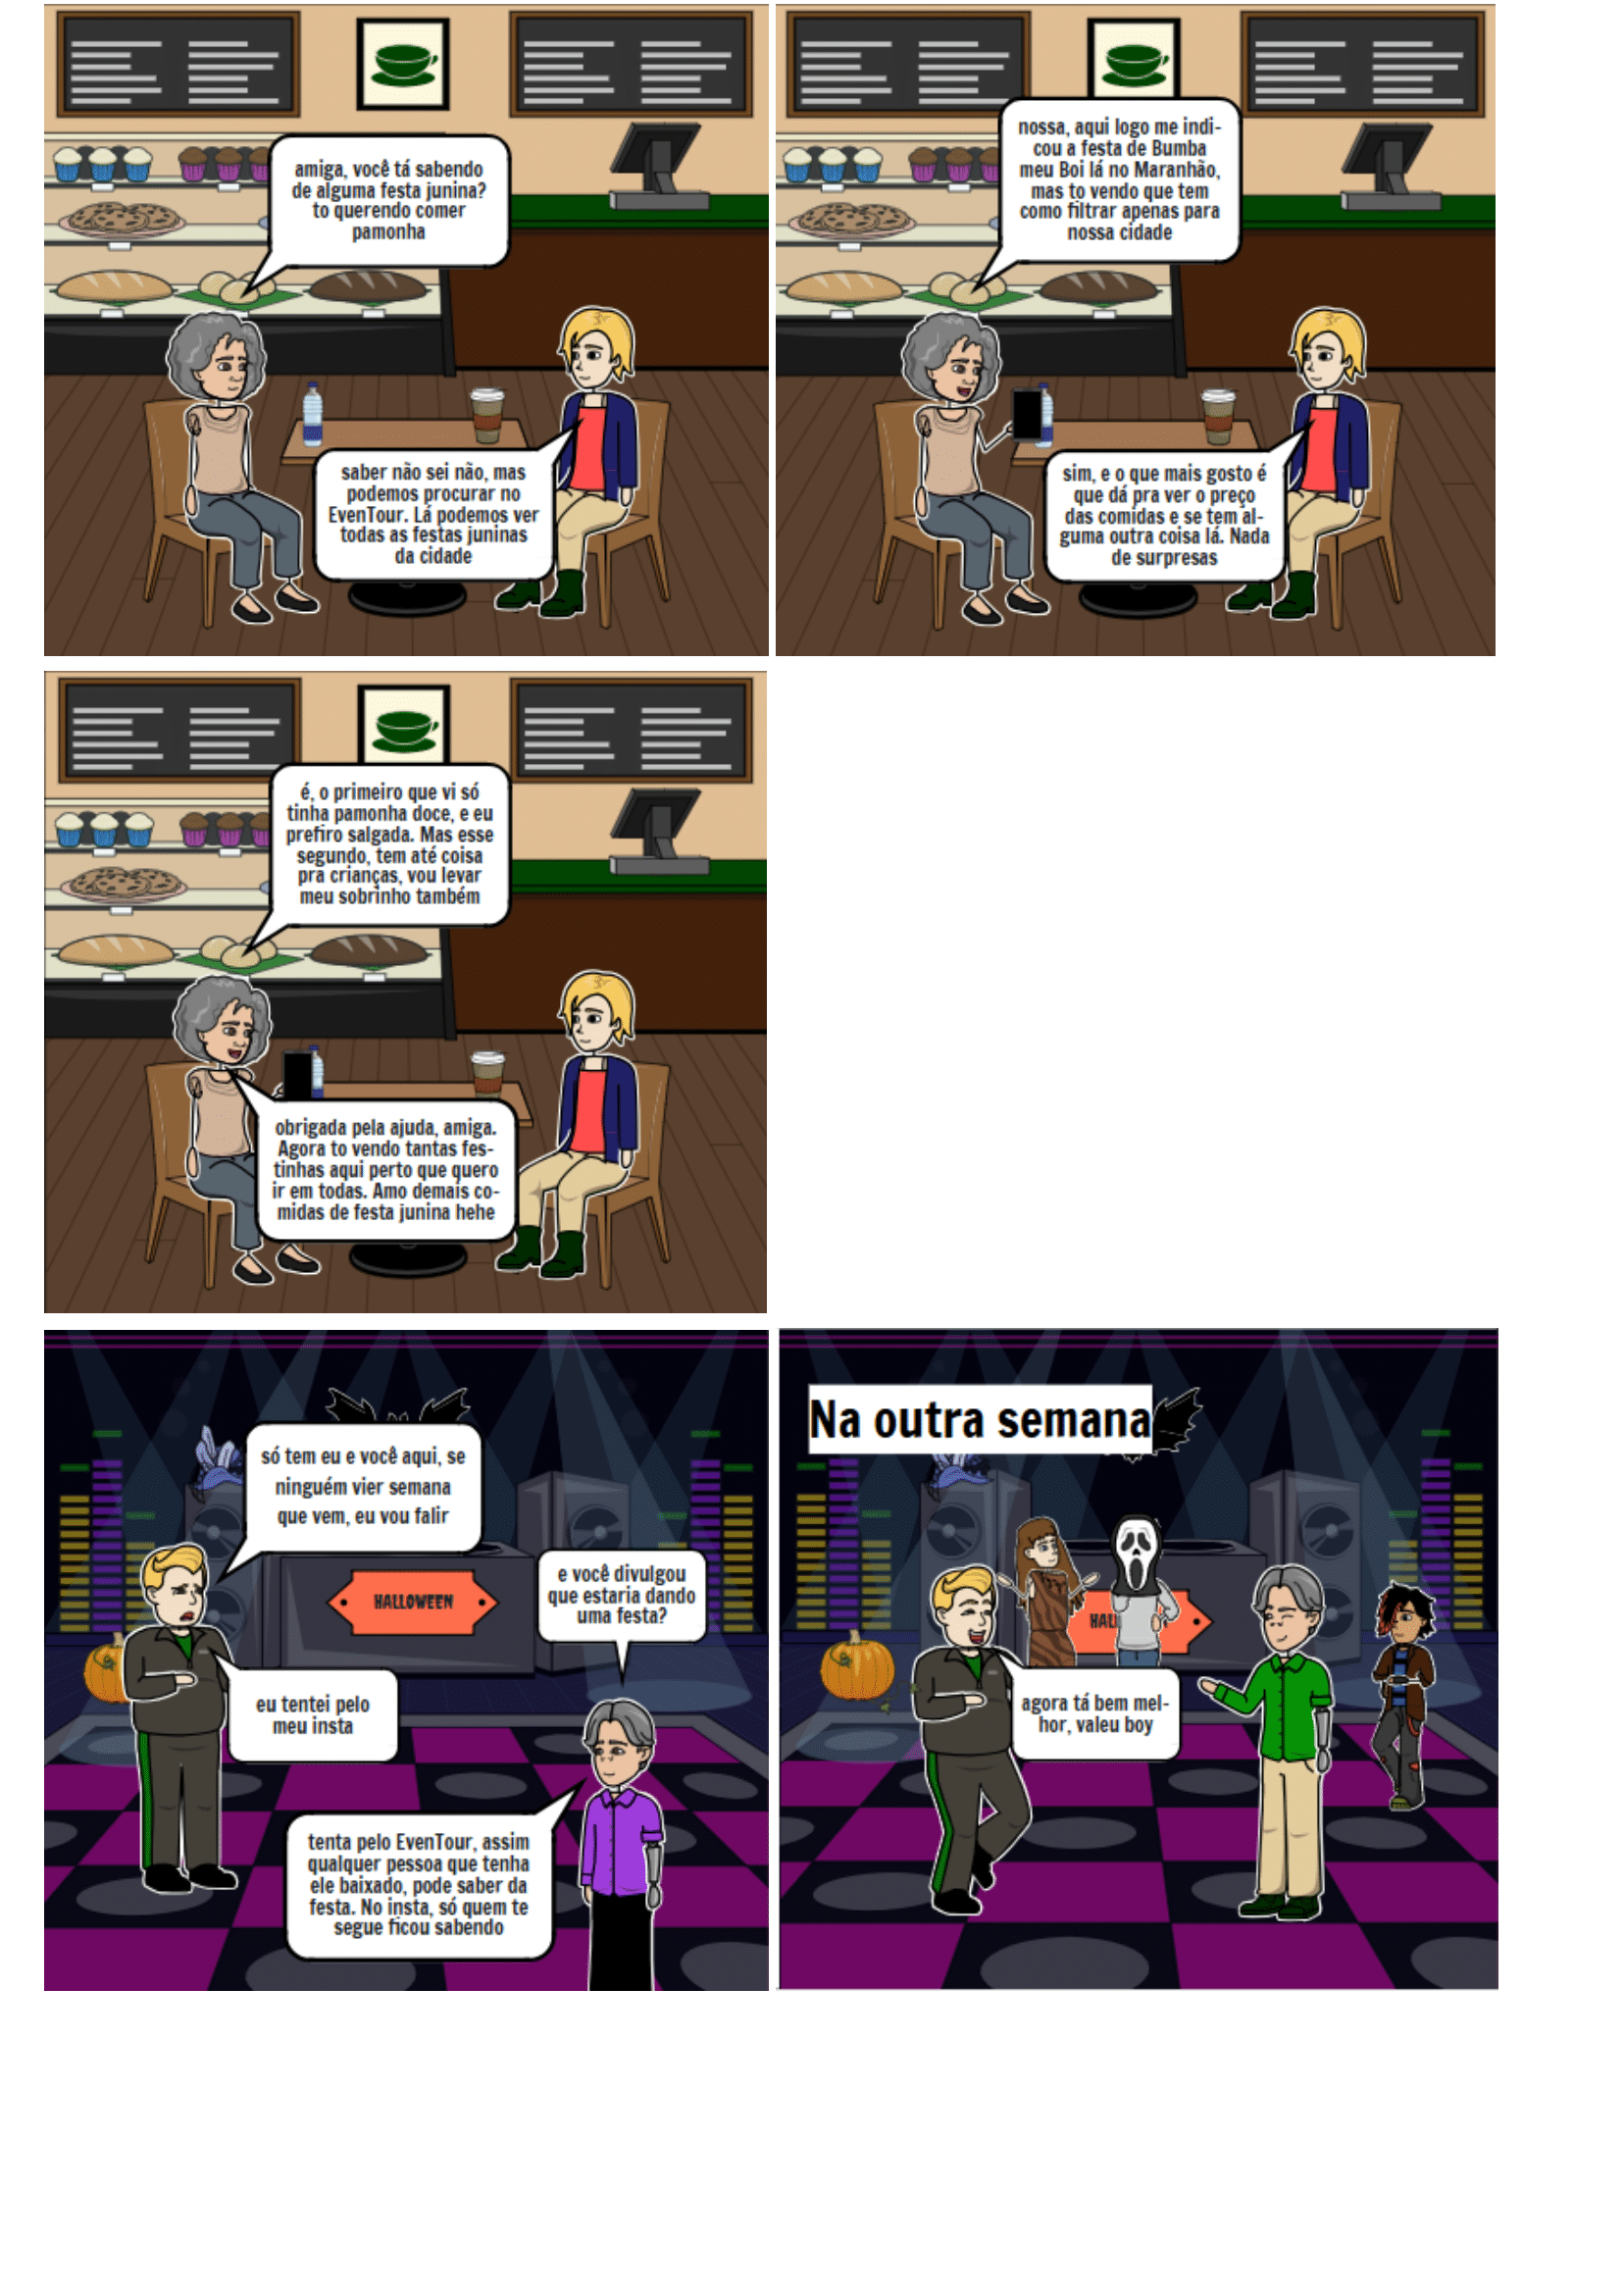 amiga, você tá sabendo
de alguma festa junina?
to querendo comer
pamonha
saber não sei não, mas
podemos procurar no
EvenTour. Lá podemos ver
todas as festas juninas
da cidade
nossa, aqui logo me indi-
cou a festa de Bumba
meu Boi lá no Maranhão,
mas to vendo que tem
como filtrar apenas para
nossa cidade
sim, e o que mais gosto é
que dá pra ver o preço
das comidas e se tem al-
guma outra coisa lá. Nada
de surpresas
é, o primeiro que vi só
tinha pamonha doce, e eu
prefiro salgada. Mas esse
segundo, tem até coisa
pra crianças, vou levar
meu sobrinho também
obrigada pela ajuda, amiga.
Agora to vendo tantas fes-
tinhas aqui perto que quero
ir em todas. Amo demais co-
midas de festa junina hehe
só tem eu e você aqui, se
ninguém vier semana
que vem, eu vou falir
e você divulgou
que estaria dando
uma festa?
HALLOWEEN
eu tentei pelo
meu insta
tenta pelo EvenTour, assim
qualquer pessoa que tenha
ele baixado, pode saber da
festa. No insta, só quem te
segue ficou sabendo
Na outra semana
HAL
agora tá bem mel-
hor, valeu boy